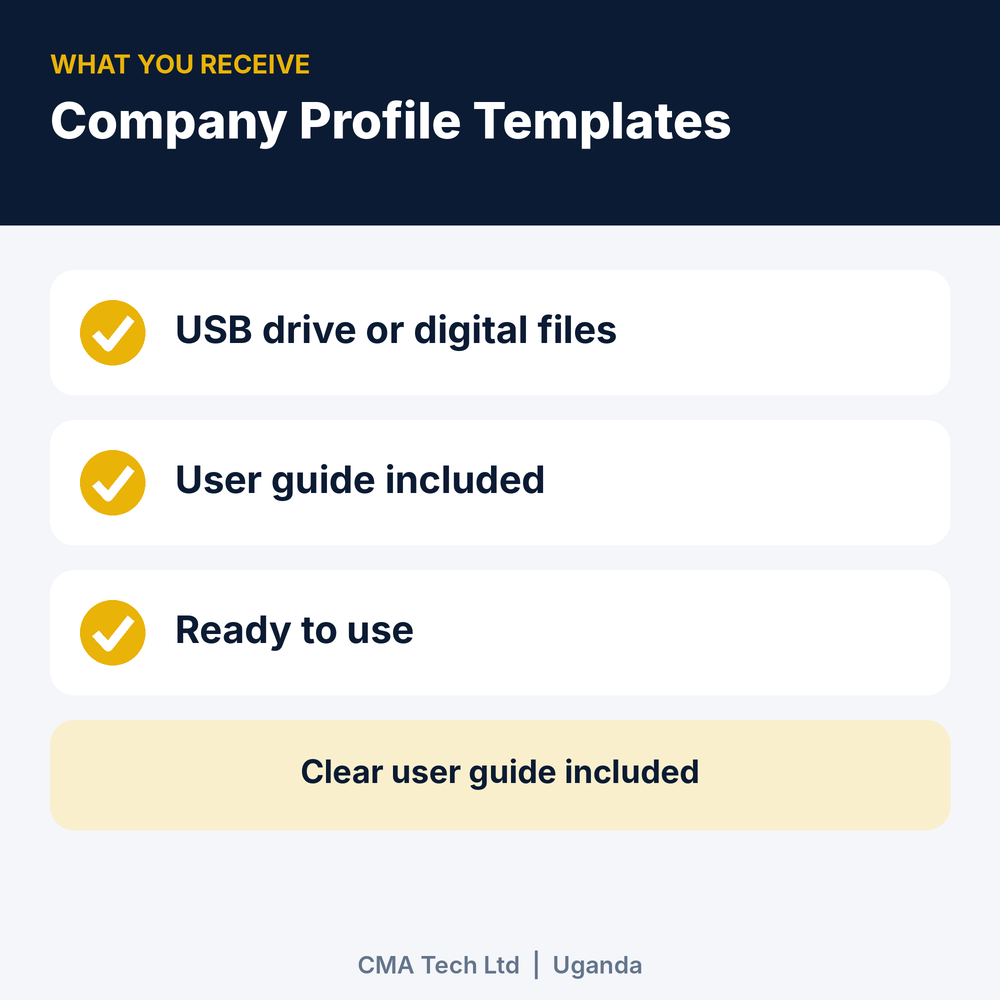 WHAT YOU RECEIVE
Company Profile Templates
USB drive or digital files
User guide included
Ready to use
Clear user guide included
CMA Tech Ltd | Uganda